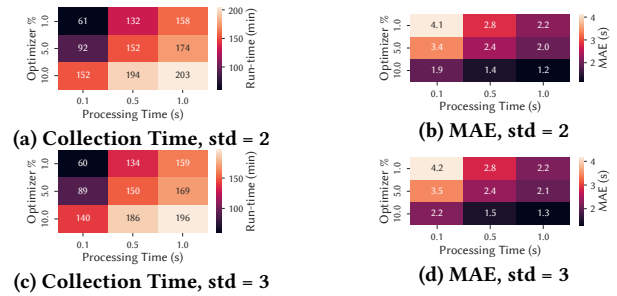 Optimizer %
1.0
5.0
10.0
61 132 158
92 152 174
152 194 203
0.1 0.5 1.0
Processing Time (s)
200
150
100
Run-time (min)
(a) Collection Time, std = 2
Optimizer %
1.0
5.0
10.0
4.1 2.8 2.2
3.4 2.4 2.0
1.9 1.4 1.2
0.1 0.5 1.0
Processing Time (s)
4
3
2
MAE (s)
(b) MAE, std = 2
Optimizer %
1.0
5.0
10.0
60 134 159
89 150 169
140 186 196
0.1 0.5 1.0
Processing Time (s)
150
100
Run-time (min)
(c) Collection Time, std = 3
Optimizer %
1.0
5.0
10.0
4.2 2.8 2.2
3.5 2.4 2.1
2.2 1.5 1.3
0.1 0.5 1.0
Processing Time (s)
4
3
2
MAE (s)
(d) MAE, std = 3